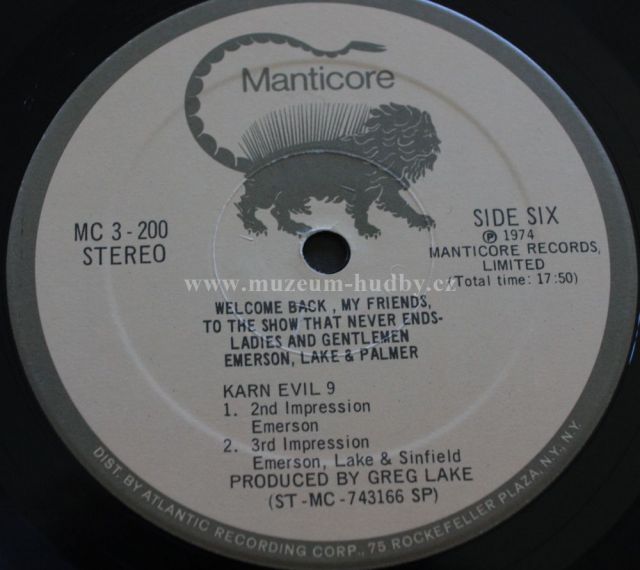 Manticore
MC 3-200
STEREO
SIDE SIX
℗ 1974
MANTICORE RECORDS,
LIMITED
(Total time: 17:50)
www.muzeum-hudby.cz
WELCOME BACK , MY FRIENDS,
TO THE SHOW THAT NEVER ENDS-
LADIES AND GENTLEMEN
EMERSON, LAKE & PALMER
KARN EVIL 9
1. 2nd Impression
Emerson
2. 3rd Impression
Emerson, Lake & Sinfield
PRODUCED BY GREG LAKE
(ST-MC-743166 SP)
DIST. BY ATLANTIC RECORDING CORP., 75 ROCKEFELLER PLAZA, N.Y., N.Y.